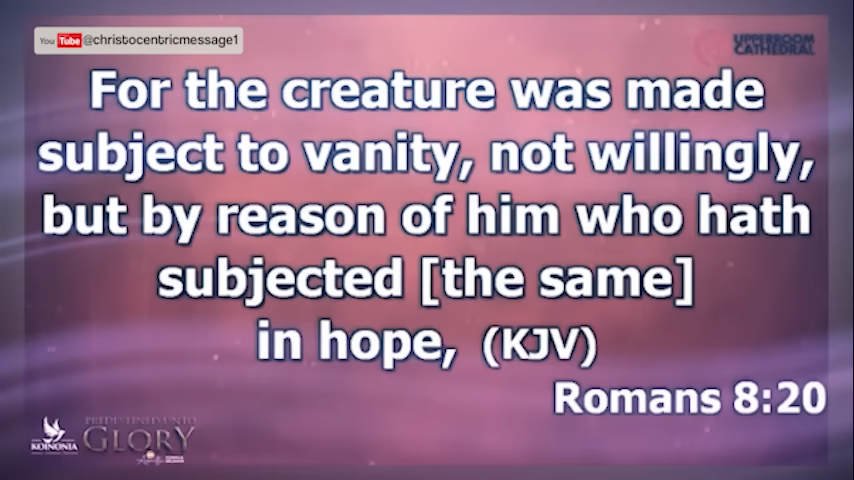 You Tube @christocentricmessage1
UPPERROOM
CATHEDRAL
For the creature was made
subject to vanity, not willingly,
but by reason of him who hath
subjected [the same]
in hope, (KJV)
Romans 8:20
KOINONIA
PREDESTINED UNTO
GLORY